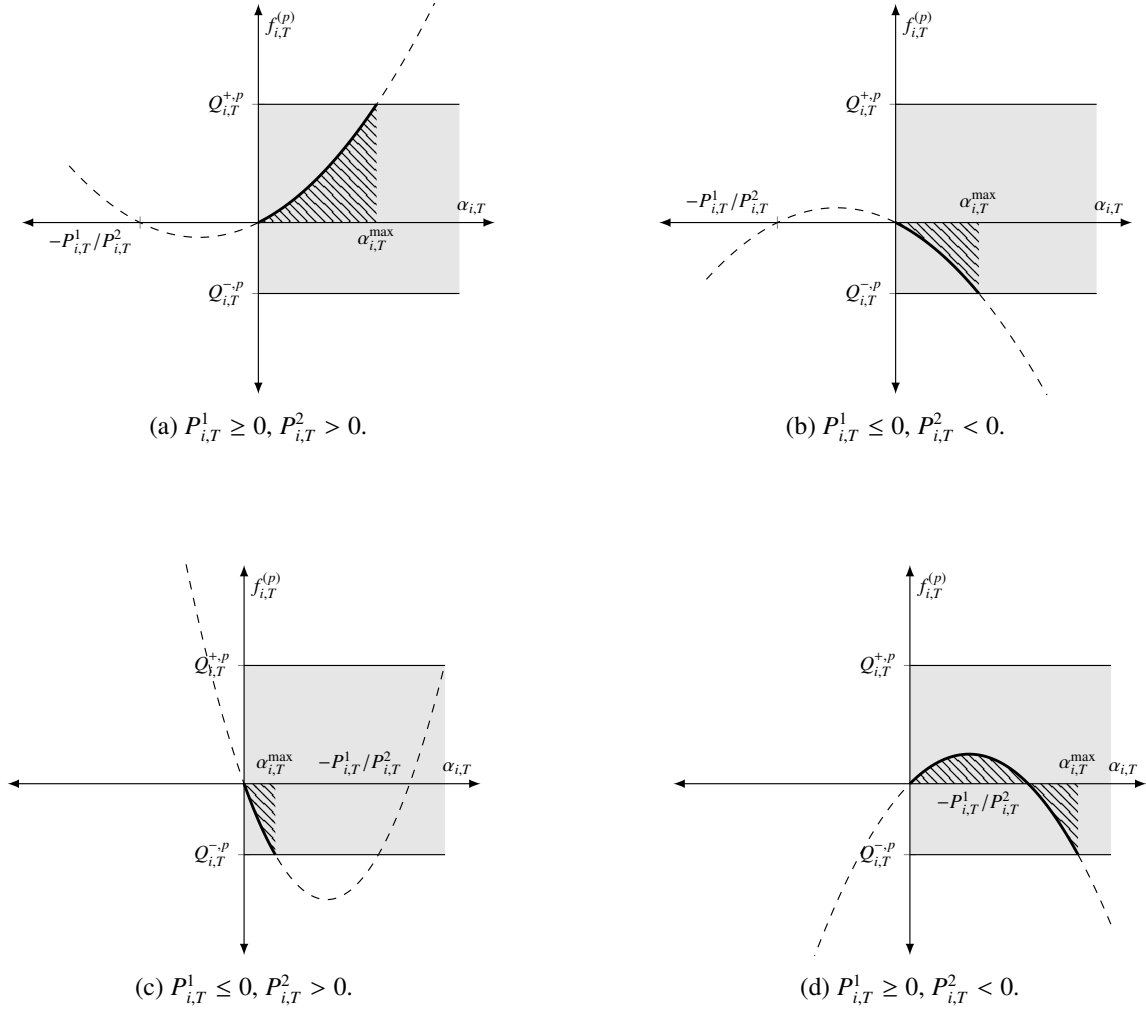 f_{i,T}^{(p)}
Q_{i,T}^{+,p}
α_{i,T}
−P_{i,T}^1/P_{i,T}^2
α_{i,T}^{max}
Q_{i,T}^{−,p}
(a) P_{i,T}^1 ≥ 0, P_{i,T}^2 > 0.
f_{i,T}^{(p)}
Q_{i,T}^{+,p}
−P_{i,T}^1/P_{i,T}^2
α_{i,T}^{max}
α_{i,T}
Q_{i,T}^{−,p}
(b) P_{i,T}^1 ≤ 0, P_{i,T}^2 < 0.
f_{i,T}^{(p)}
Q_{i,T}^{+,p}
α_{i,T}^{max}
−P_{i,T}^1/P_{i,T}^2
α_{i,T}
Q_{i,T}^{−,p}
(c) P_{i,T}^1 ≤ 0, P_{i,T}^2 > 0.
f_{i,T}^{(p)}
Q_{i,T}^{+,p}
α_{i,T}^{max}
α_{i,T}
−P_{i,T}^1/P_{i,T}^2
Q_{i,T}^{−,p}
(d) P_{i,T}^1 ≥ 0, P_{i,T}^2 < 0.